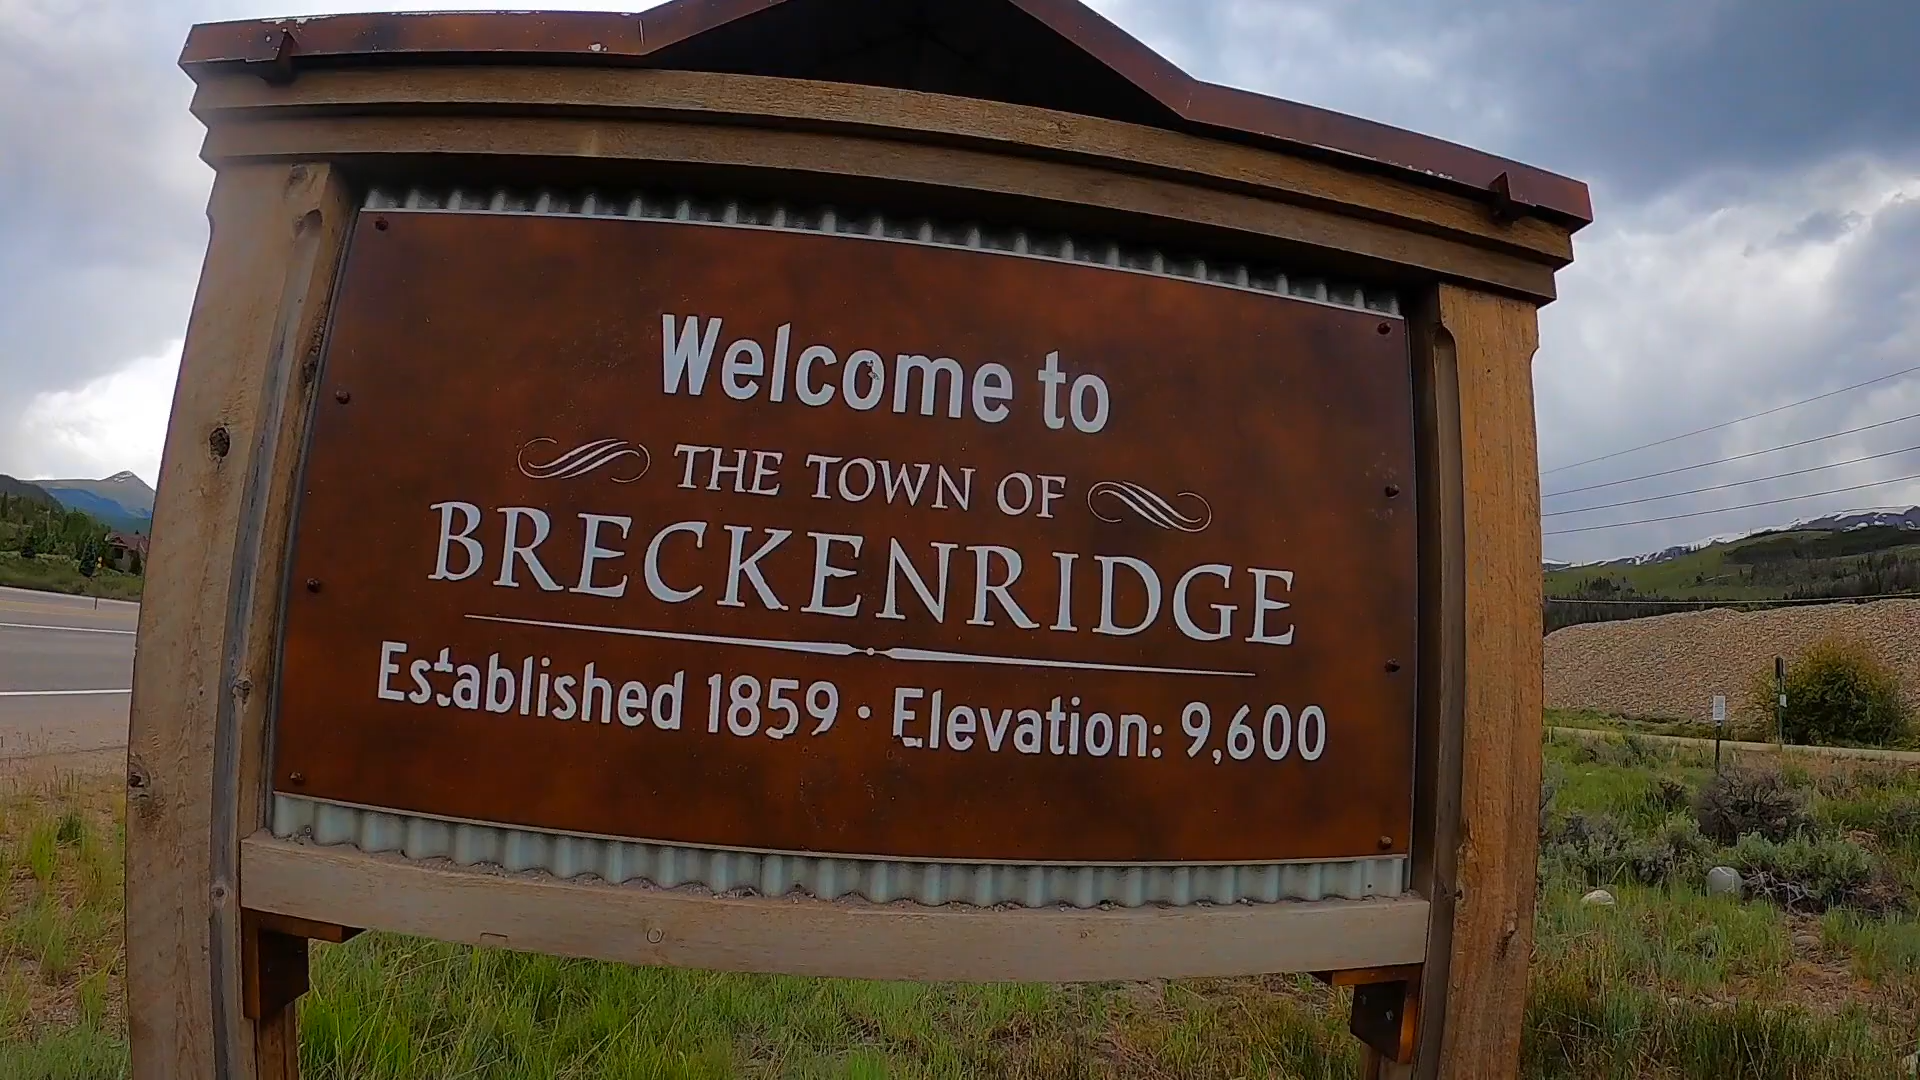 Welcome to
THE TOWN OF
BRECKENRIDGE
Established 1859 · Elevation: 9,600